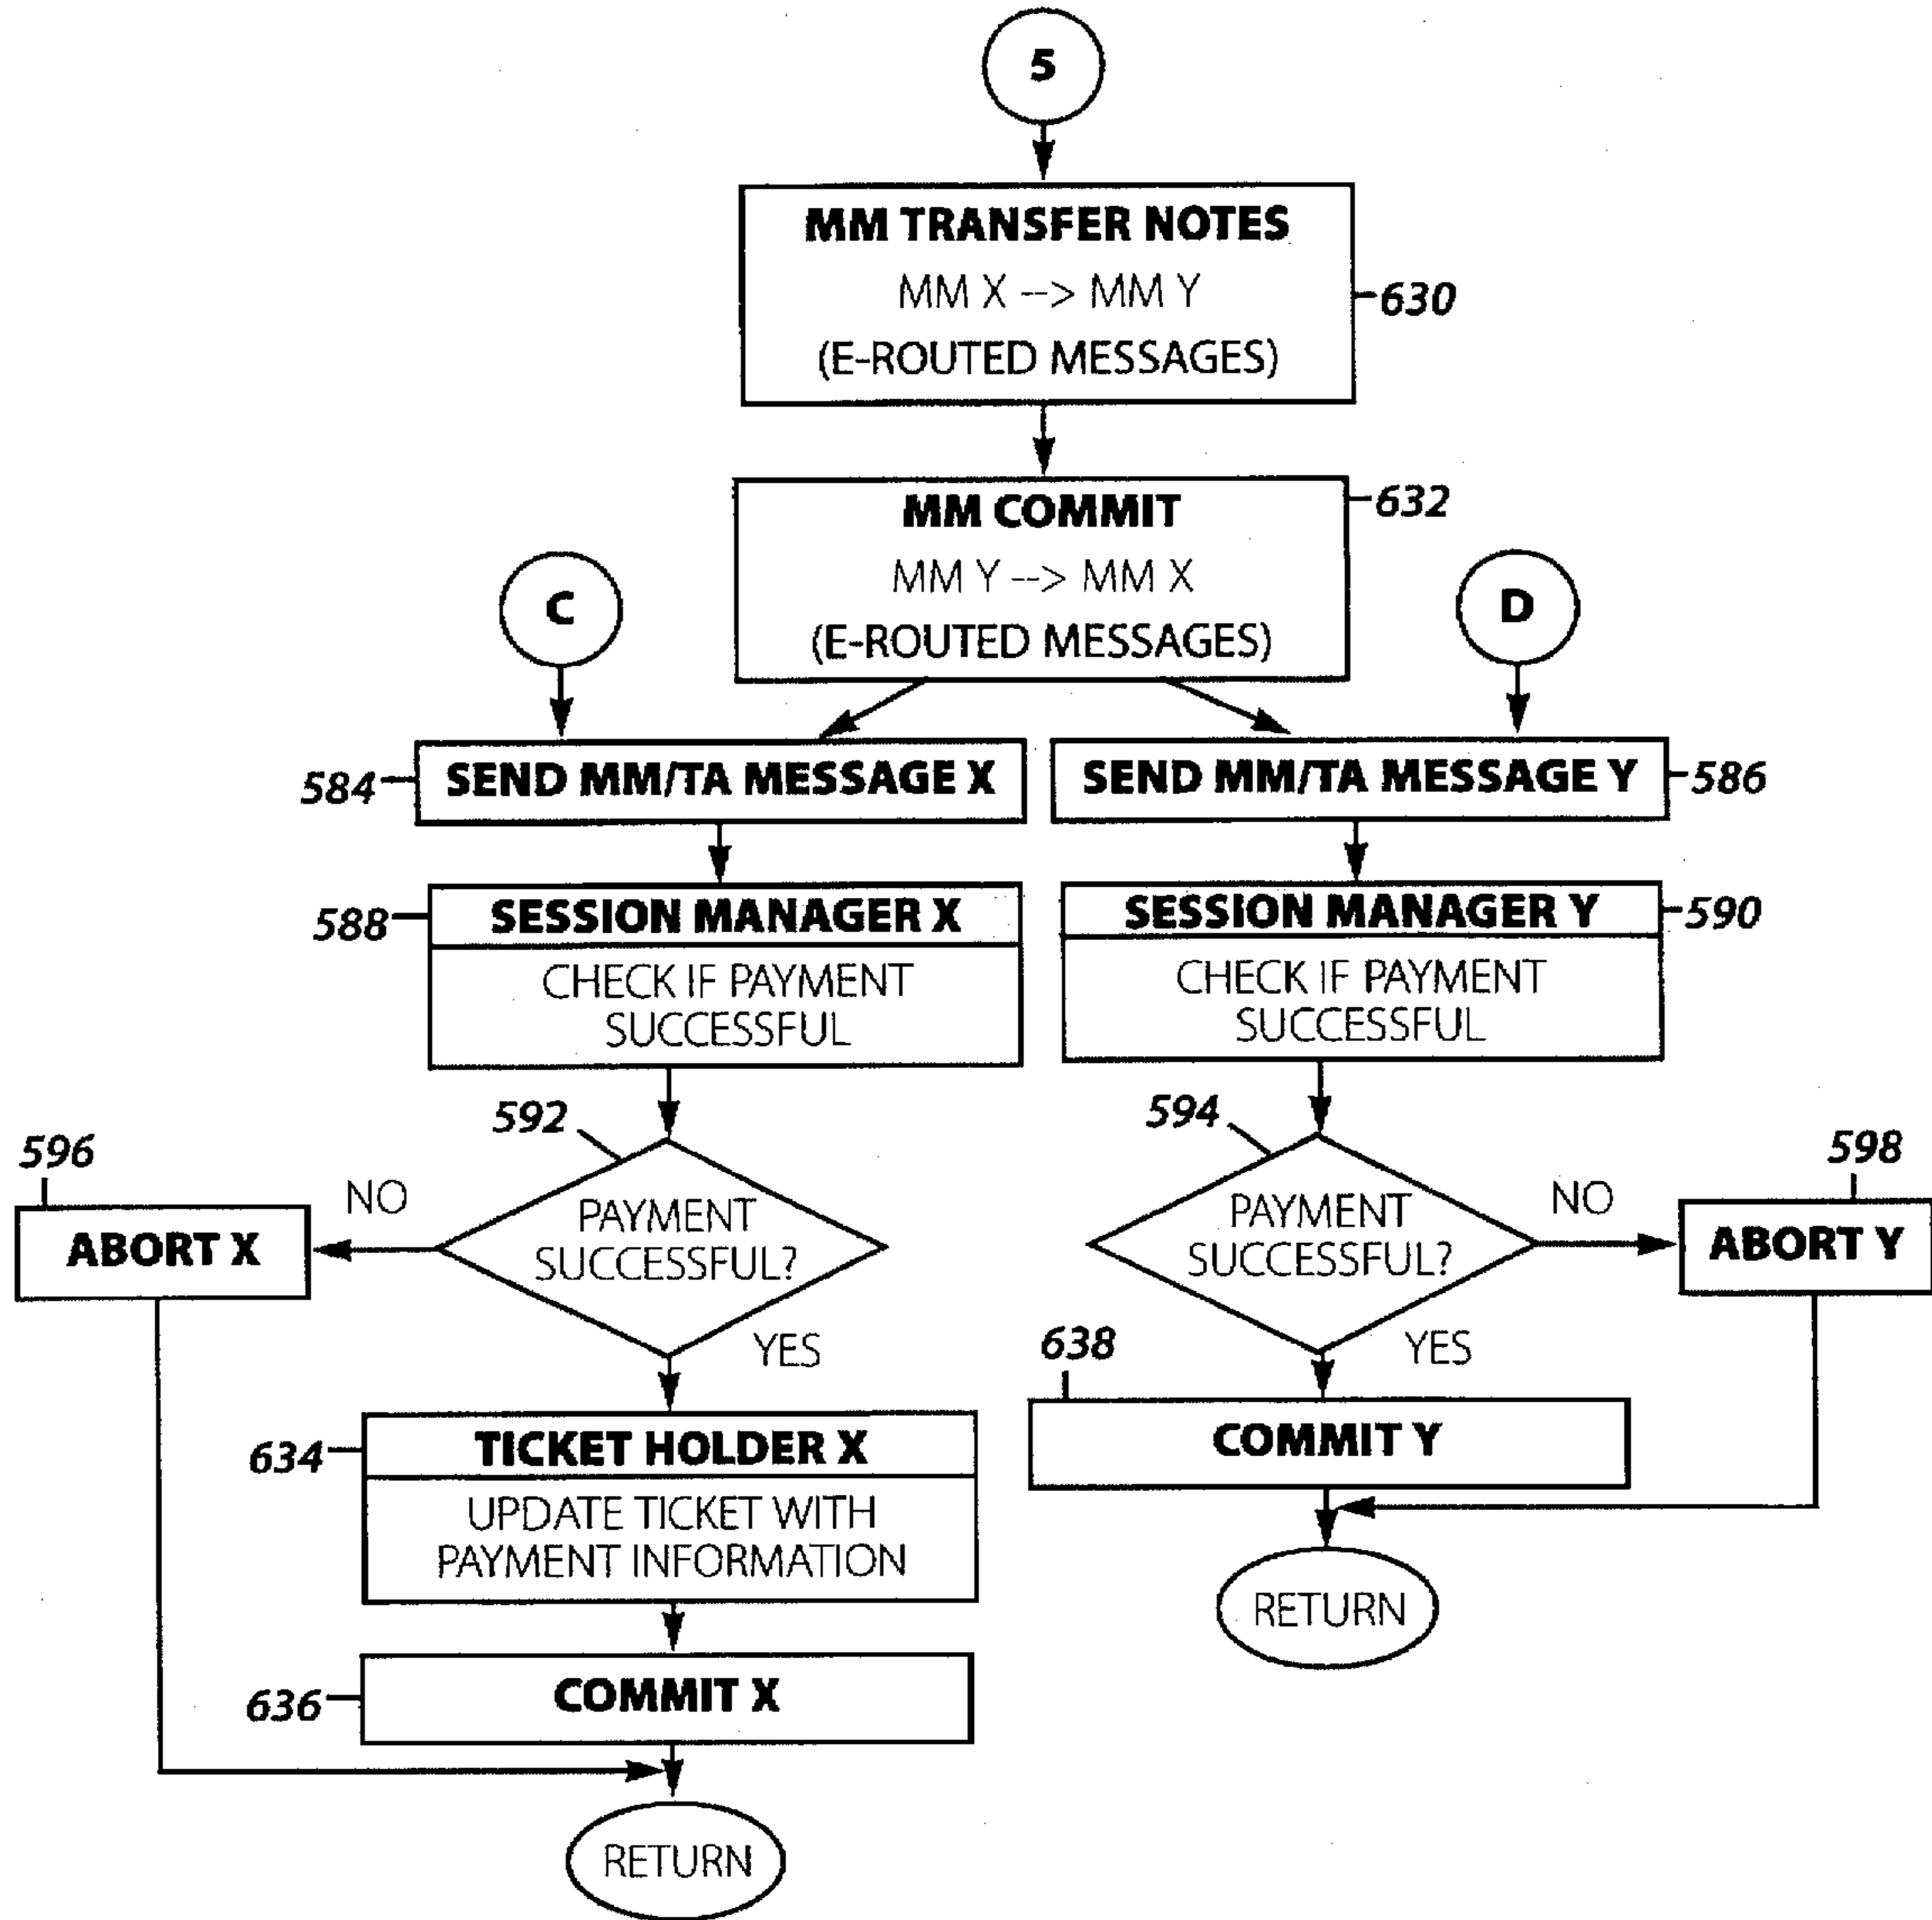 5
MM TRANSFER NOTES
MM X --> MM Y
(E-ROUTED MESSAGES)
630
MM COMMIT
MM Y --> MM X
(E-ROUTED MESSAGES)
632
C
D
584
SEND MM/TA MESSAGE X
SEND MM/TA MESSAGE Y
586
588
SESSION MANAGER X
CHECK IF PAYMENT
SUCCESSFUL
SESSION MANAGER Y
590
CHECK IF PAYMENT
SUCCESSFUL
592
594
596
598
NO
PAYMENT
SUCCESSFUL?
ABORT X
YES
PAYMENT
SUCCESSFUL?
NO
ABORT Y
YES
638
634
TICKET HOLDER X
UPDATE TICKET WITH
PAYMENT INFORMATION
COMMIT Y
RETURN
636
COMMIT X
RETURN